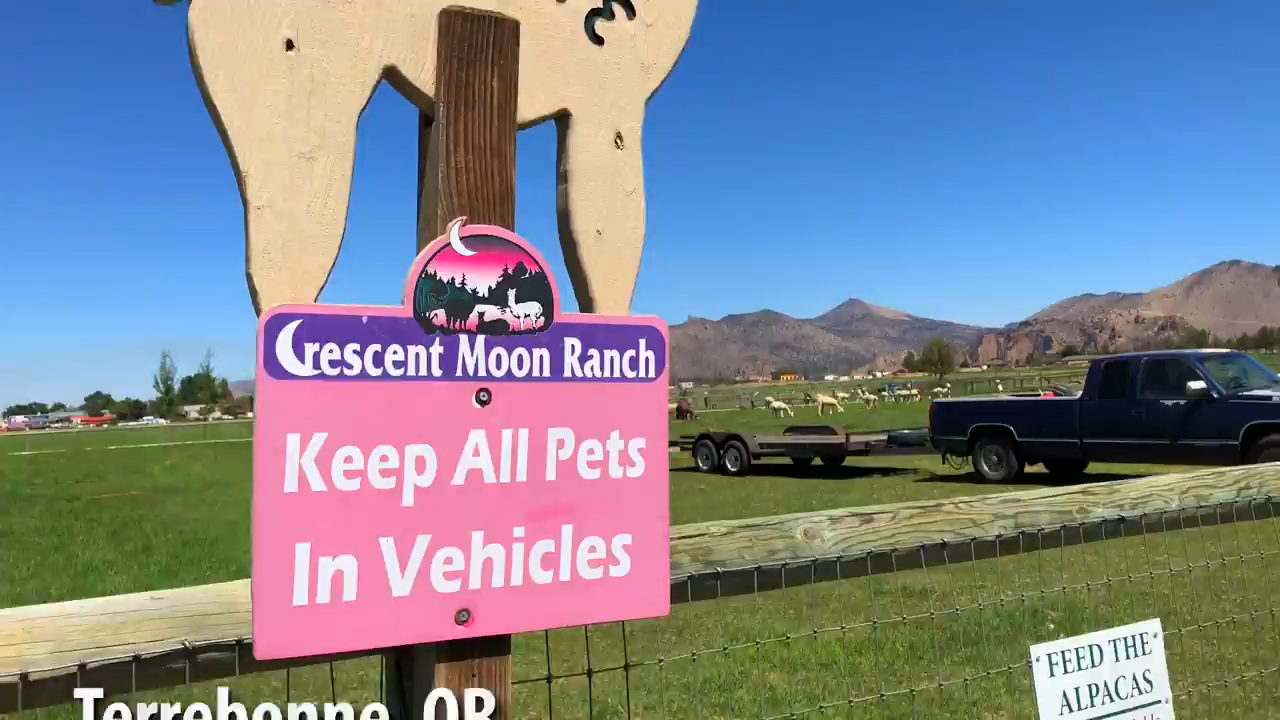 Crescent Moon Ranch
Keep All Pets
In Vehicles
FEED THE
ALPACAS
Terrebonne, OR